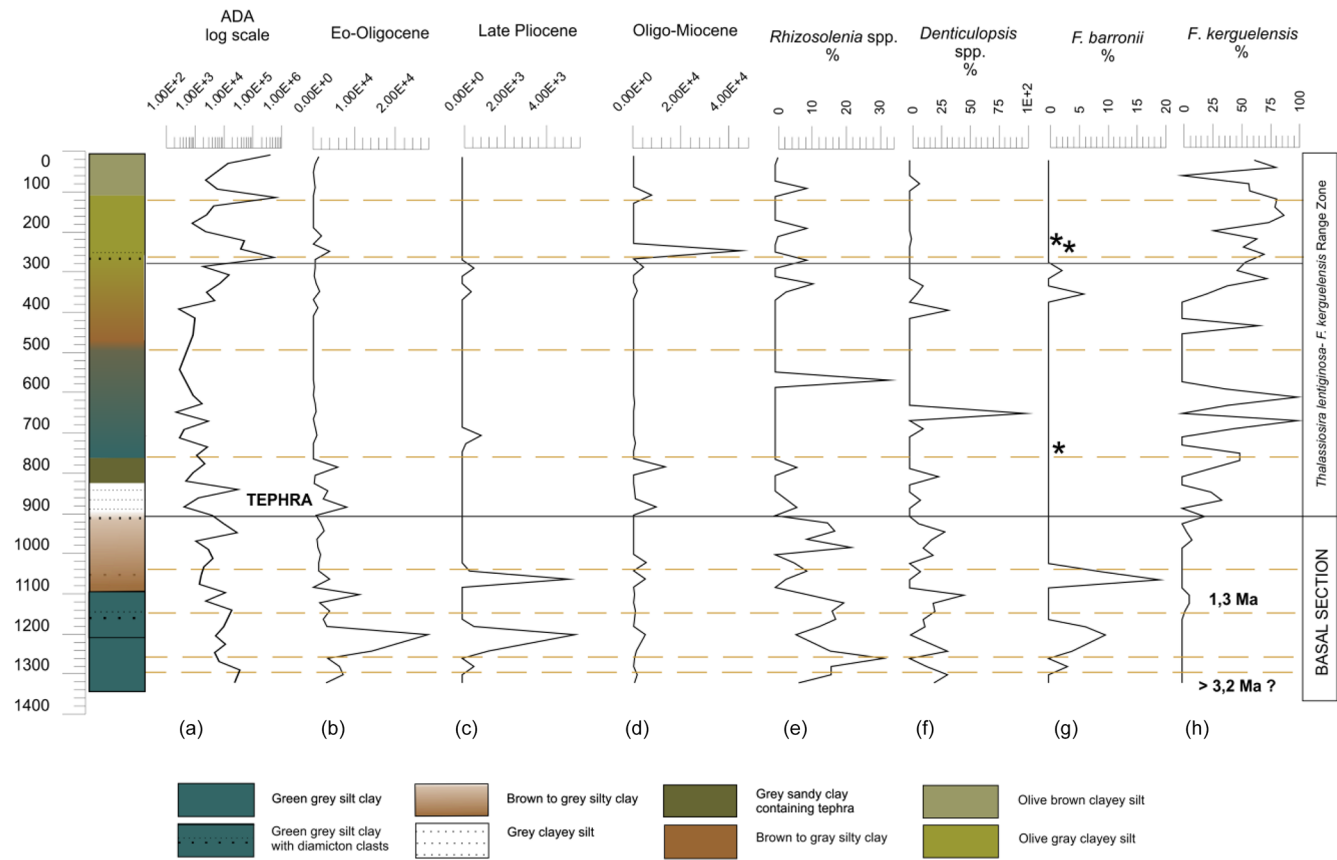 ADA
log scale
Eo-Oligocene
Late Pliocene
Oligo-Miocene
Rhizosolenia spp.
%
Denticulopsis
spp.
%
F. barronii
%
F. kerguelensis
%
1.00E+2
1.00E+3
1.00E+4
1.00E+5
1.00E+6
0.00E+0
1.00E+4
2.00E+4
0.00E+0
2.00E+3
4.00E+3
0.00E+0
2.00E+4
4.00E+4
0
10
20
30
0
25
50
75
1E+2
0
5
10
15
20
0
25
50
75
100
0
100
200
300
400
500
600
700
800
900
1000
1100
1200
1300
1400
TEPHRA
*
*
*
1,3 Ma
> 3,2 Ma ?
Thalassiosira lentiginosa- F. kerguelensis Range Zone
BASAL SECTION
(a)
(b)
(c)
(d)
(e)
(f)
(g)
(h)
Green grey silt clay
Brown to grey silty clay
Grey sandy clay
containing tephra
Olive brown clayey silt
Green grey silt clay
with diamicton clasts
Grey clayey silt
Brown to gray silty clay
Olive gray clayey silt